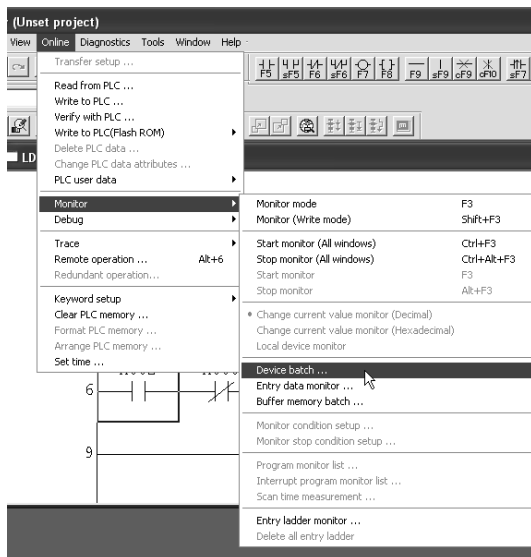 (Unset project)
View Online Diagnostics Tools Window Help
F5 sF5 F6 sF6 F7 F8 F9 sF9 cF9 cF10 sF7
Transfer setup ...
Read from PLC ...
Write to PLC ...
Verify with PLC ...
Write to PLC(Flash ROM)
Delete PLC data ...
Change PLC data attributes ...
PLC user data
LD
Monitor
Debug
Trace
Remote operation ... Alt+6
Redundant operation...
Keyword setup
Clear PLC memory ...
Format PLC memory ...
Arrange PLC memory ...
Set time ...
Monitor mode F3
Monitor (Write mode) Shift+F3
Start monitor (All windows) Ctrl+F3
Stop monitor (All windows) Ctrl+Alt+F3
Start monitor F3
Stop monitor Alt+F3
Change current value monitor (Decimal)
Change current value monitor (Hexadecimal)
Local device monitor
Device batch ...
Entry data monitor ...
Buffer memory batch ...
Monitor condition setup ...
Monitor stop condition setup ...
Program monitor list ...
Interrupt program monitor list ...
Scan time measurement ...
Entry ladder monitor ...
Delete all entry ladder
6
9